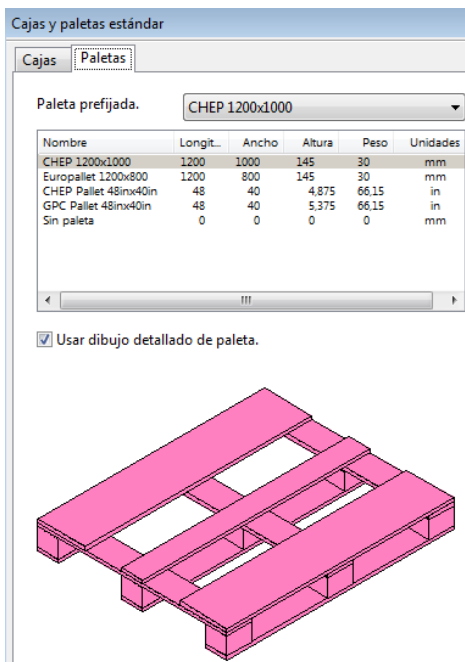 Cajas y paletas estándar
Cajas Paletas
Paleta prefijada. CHEP 1200x1000
Nombre Longit... Ancho Altura Peso Unidades
CHEP 1200x1000 1200 1000 145 30 mm
Europallet 1200x800 1200 800 145 30 mm
CHEP Pallet 48inx40in 48 40 4,875 66,15 in
GPC Pallet 48inx40in 48 40 5,375 66,15 in
Sin paleta 0 0 0 0 mm
Usar dibujo detallado de paleta.